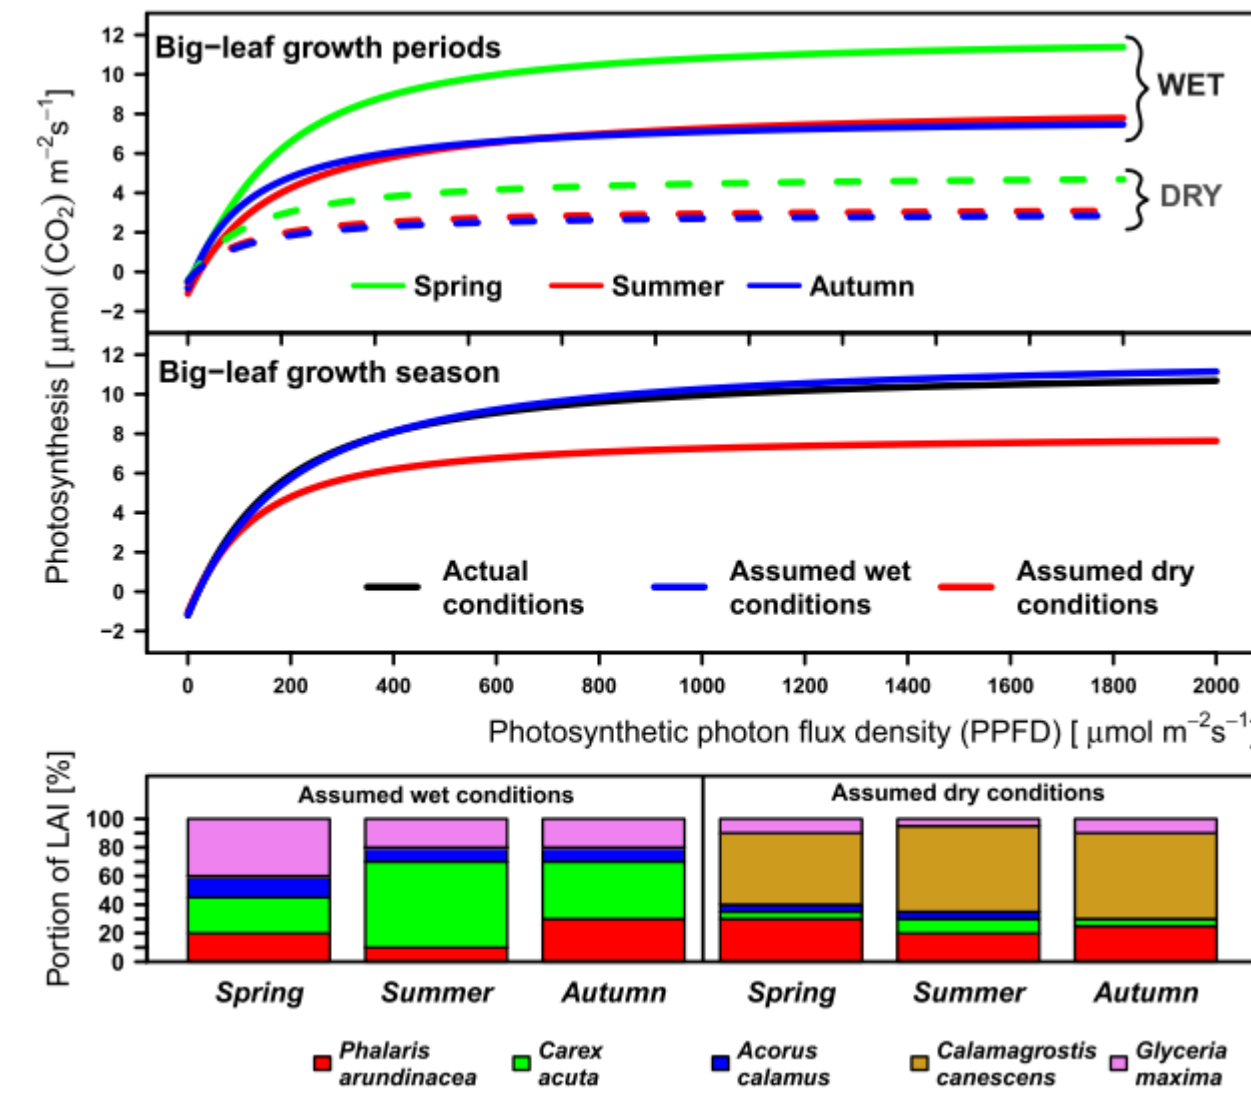 Big−leaf growth periods
12
10
8
6
4
2
0
−2
WET
DRY
Spring Summer Autumn
Photosynthesis [ μmol (CO₂) m⁻²s⁻¹]
Big−leaf growth season
12
10
8
6
4
2
0
−2
Actual conditions
Assumed wet conditions
Assumed dry conditions
0 200 400 600 800 1000 1200 1400 1600 1800 2000
Photosynthetic photon flux density (PPFD) [ μmol m⁻²s⁻¹]
Portion of LAI [%]
Assumed wet conditions Assumed dry conditions
100
80
60
40
20
0
Spring Summer Autumn Spring Summer Autumn
Phalaris arundinacea
Carex acuta
Acorus calamus
Calamagrostis canescens
Glyceria maxima